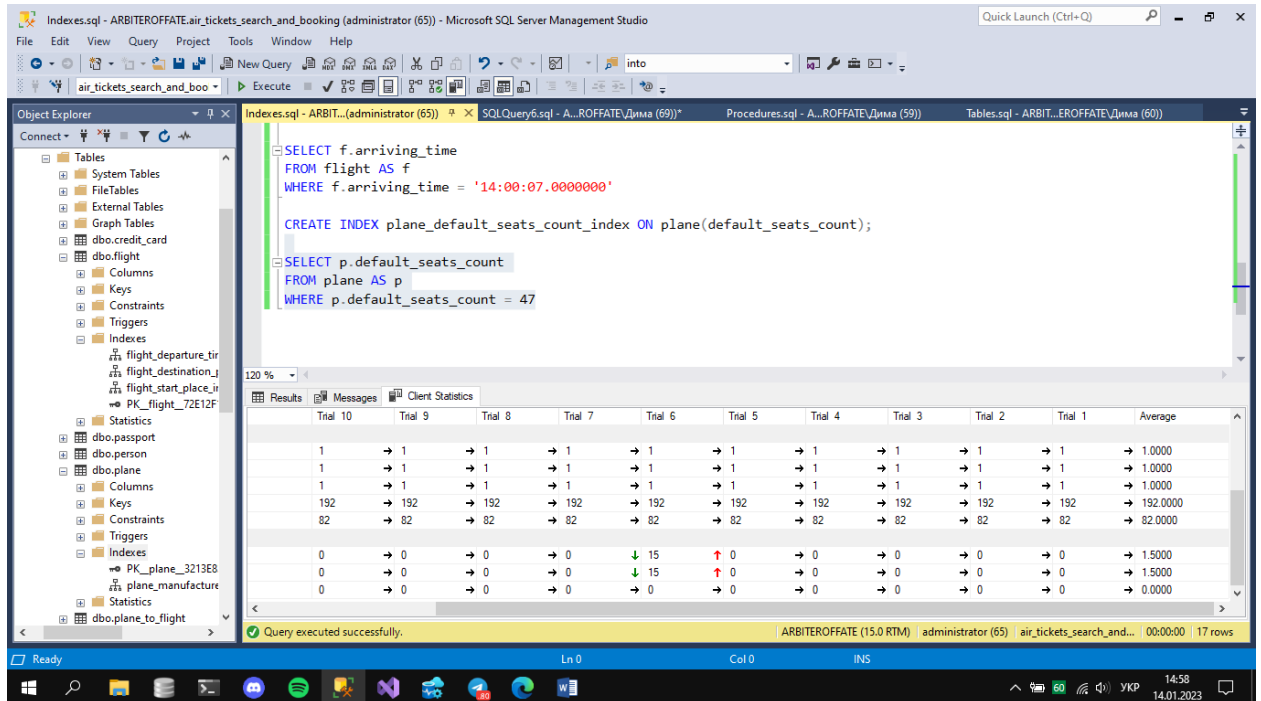 Indexes.sql - ARBITEROFFATE.air_tickets_search_and_booking (administrator (65)) - Microsoft SQL Server Management Studio
Quick Launch (Ctrl+Q)
File Edit View Query Project Tools Window Help
New Query MDX DMX XMLA DAX into
air_tickets_search_and_boo Execute
Object Explorer
Indexes.sql - ARBIT...(administrator (65)) SQLQuery6.sql - A...ROFFATE\Дима (69))* Procedures.sql - A...ROFFATE\Дима (59)) Tables.sql - ARBIT...EROFFATE\Дима (60))
Connect
Tables
System Tables
FileTables
External Tables
Graph Tables
dbo.credit_card
dbo.flight
Columns
Keys
Constraints
Triggers
Indexes
flight_departure_tir
flight_destination_p
flight_start_place_ir
PK__flight__72E12F
Statistics
dbo.passport
dbo.person
dbo.plane
Columns
Keys
Constraints
Triggers
Indexes
PK__plane__3213E8
plane_manufacture
Statistics
dbo.plane_to_flight
SELECT f.arriving_time
FROM flight AS f
WHERE f.arriving_time = '14:00:07.0000000'
CREATE INDEX plane_default_seats_count_index ON plane(default_seats_count);
SELECT p.default_seats_count
FROM plane AS p
WHERE p.default_seats_count = 47
120 %
Results Messages Client Statistics
Trial 10 Trial 9 Trial 8 Trial 7 Trial 6 Trial 5 Trial 4 Trial 3 Trial 2 Trial 1 Average
1 → 1 → 1 → 1 → 1 → 1 → 1 → 1 → 1 → 1 → 1.0000
1 → 1 → 1 → 1 → 1 → 1 → 1 → 1 → 1 → 1 → 1.0000
1 → 1 → 1 → 1 → 1 → 1 → 1 → 1 → 1 → 1 → 1.0000
192 → 192 → 192 → 192 → 192 → 192 → 192 → 192 → 192 → 192 → 192.0000
82 → 82 → 82 → 82 → 82 → 82 → 82 → 82 → 82 → 82 → 82.0000
0 → 0 → 0 → 0 ↓ 15 ↑ 0 → 0 → 0 → 0 → 0 → 1.5000
0 → 0 → 0 → 0 ↓ 15 ↑ 0 → 0 → 0 → 0 → 0 → 1.5000
0 → 0 → 0 → 0 → 0 → 0 → 0 → 0 → 0 → 0 → 0.0000
Query executed successfully. ARBITEROFFATE (15.0 RTM) administrator (65) air_tickets_search_and... 00:00:00 17 rows
Ready Ln 0 Col 0 INS
80 60 УКР 14:58
14.01.2023